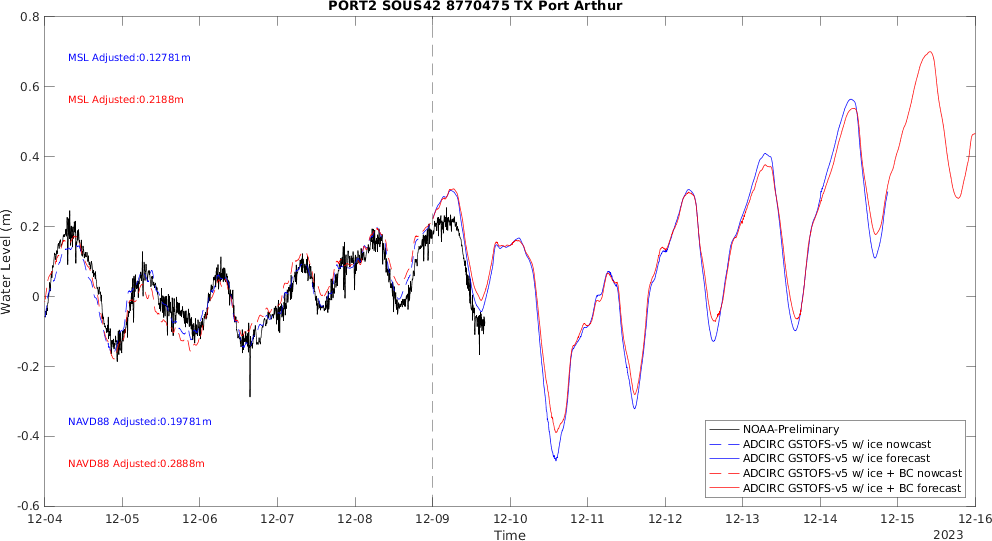 PORT2 SOUS42 8770475 TX Port Arthur
0.8
0.6
0.4
0.2
0
-0.2
-0.4
-0.6
Water Level (m)
MSL Adjusted:0.12781m
MSL Adjusted:0.2188m
NAVD88 Adjusted:0.19781m
NAVD88 Adjusted:0.2888m
NOAA-Preliminary
ADCIRC GSTOFS-v5 w/ ice nowcast
ADCIRC GSTOFS-v5 w/ ice forecast
ADCIRC GSTOFS-v5 w/ ice + BC nowcast
ADCIRC GSTOFS-v5 w/ ice + BC forecast
12-04 12-05 12-06 12-07 12-08 12-09 12-10 12-11 12-12 12-13 12-14 12-15 12-16
Time
2023